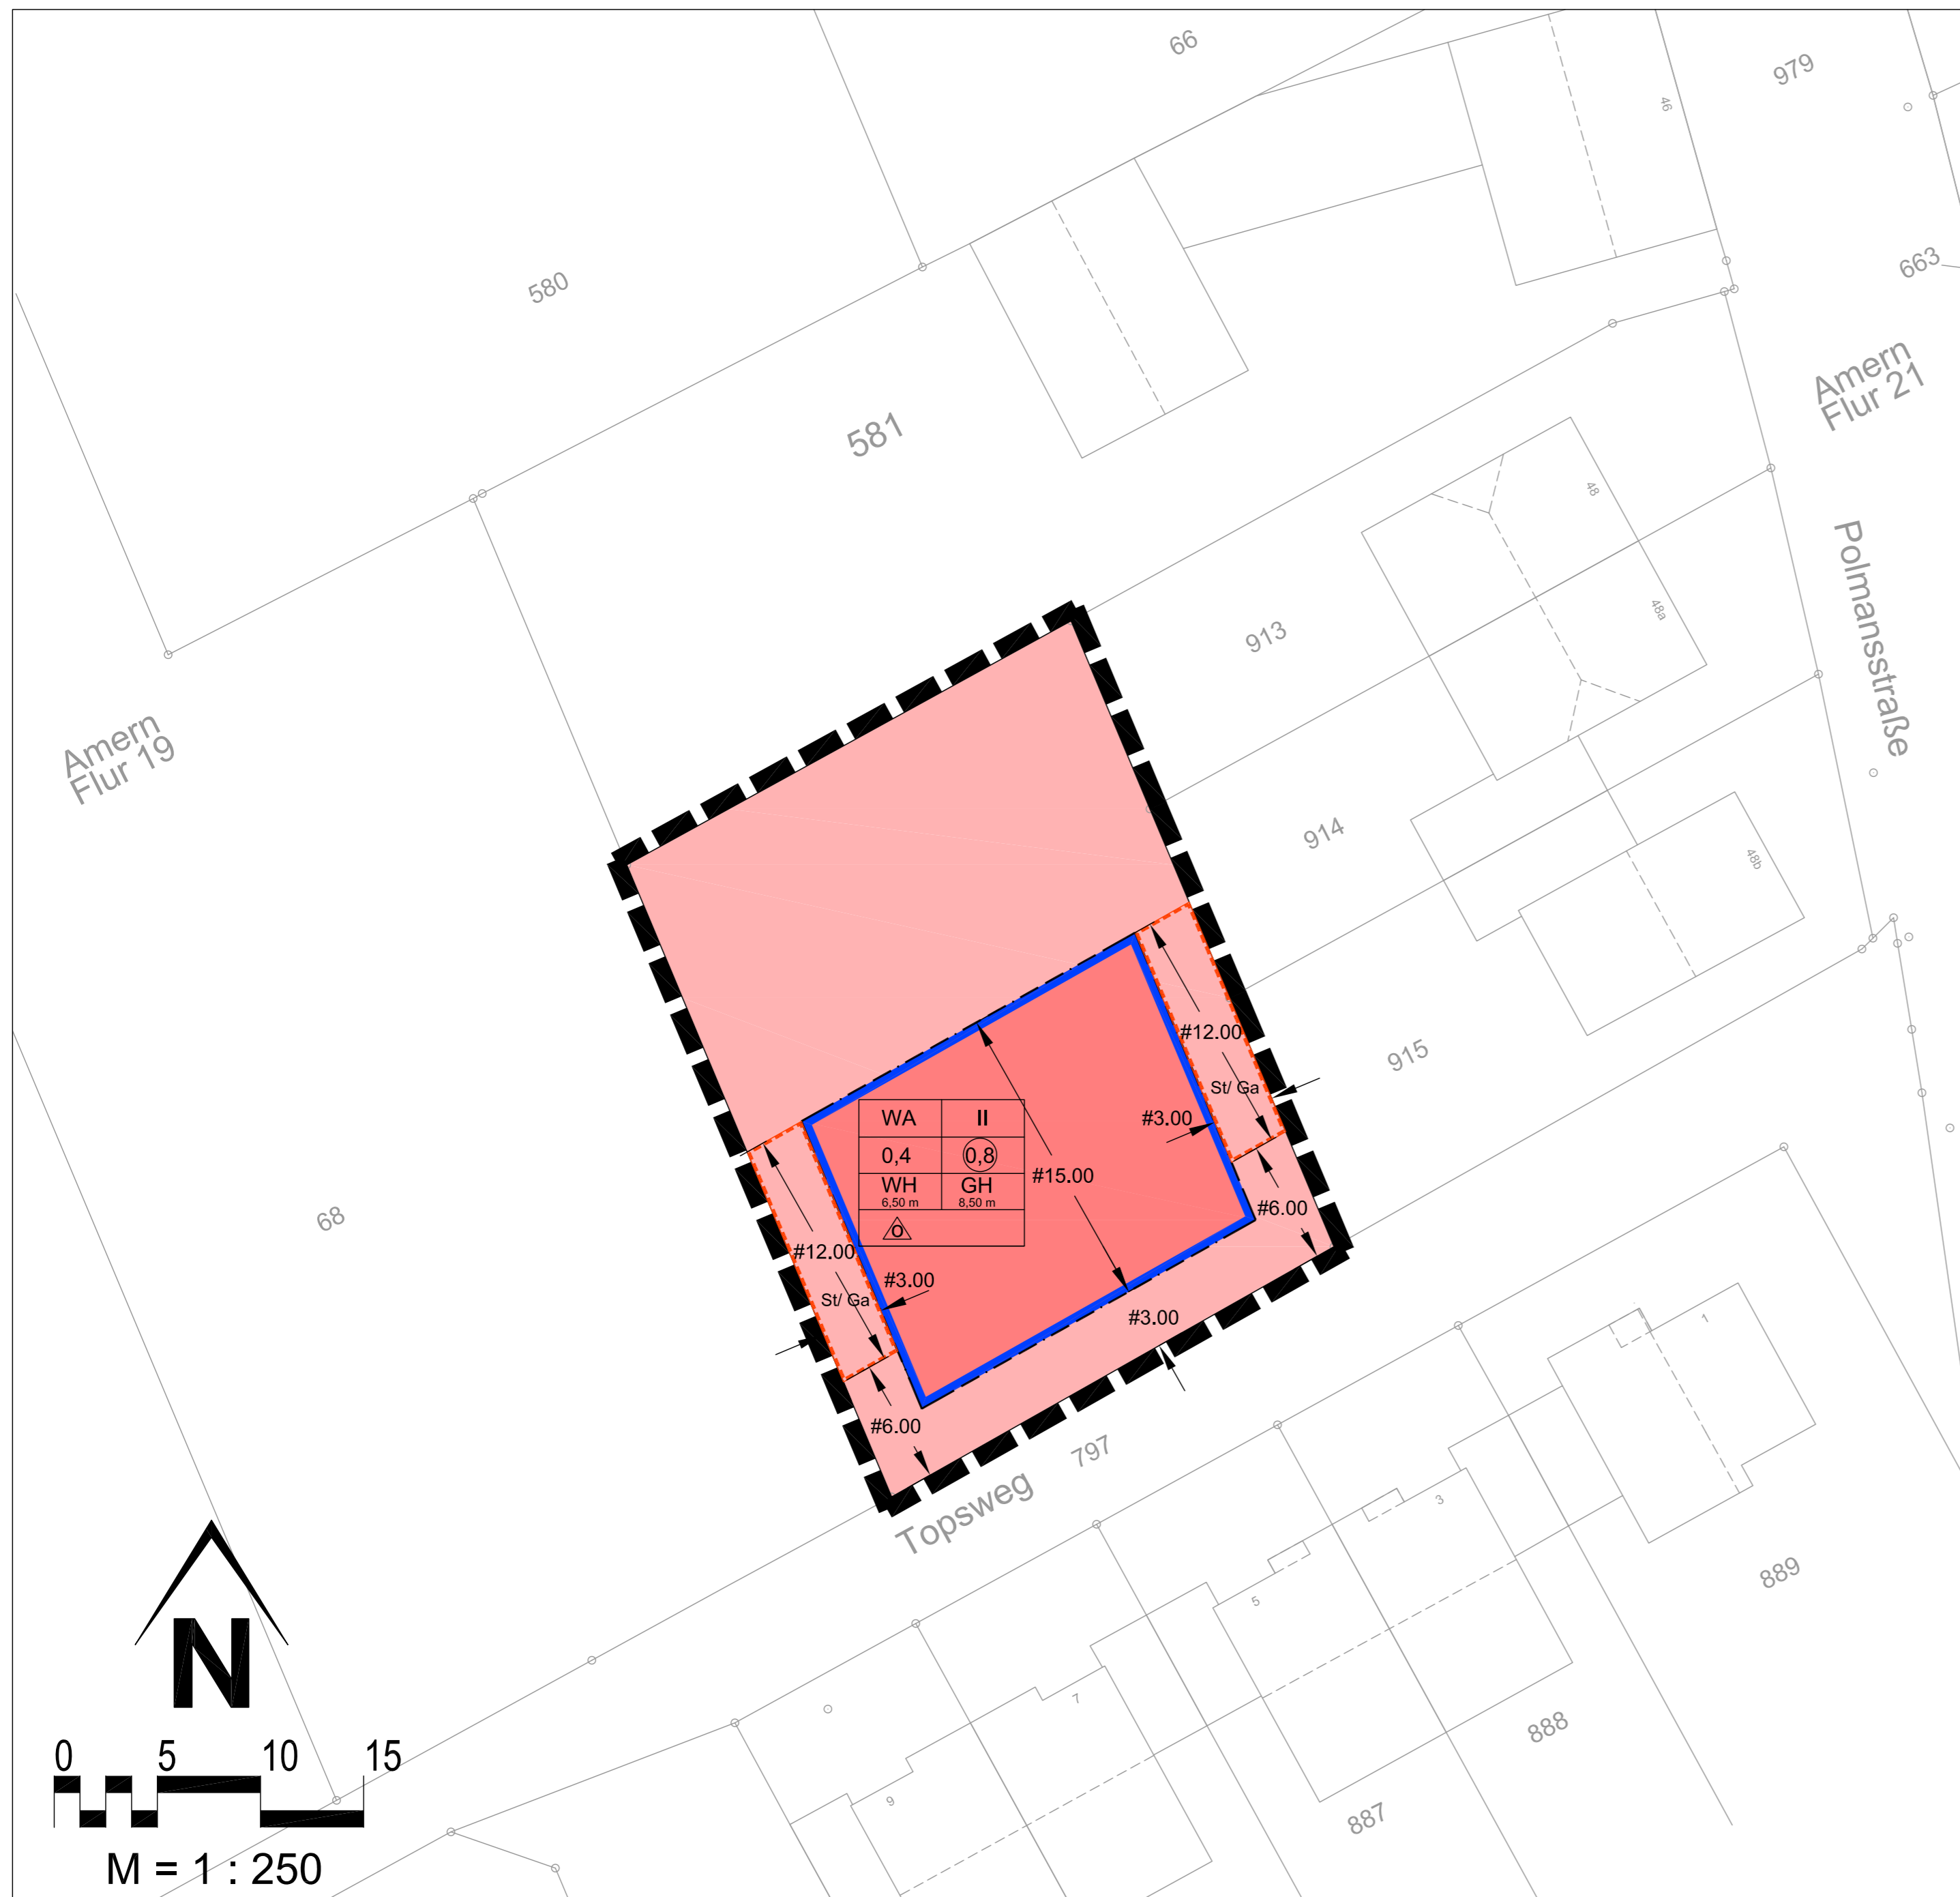 66
979
46
580
663
581
Amern
Flur 21
48
Polmansstraße
48a
913
Amern
Flur 19
914
48b
#12.00
915
St/ Ga
#3.00
WA II
0,4 0,8
WH GH
6,50 m 8,50 m
o
#15.00
#6.00
68
#12.00
#3.00
St/ Ga
#3.00
#6.00
797
Topsweg
1
3
5
7
9
889
888
887
N
0 5 10 15
M = 1 : 250